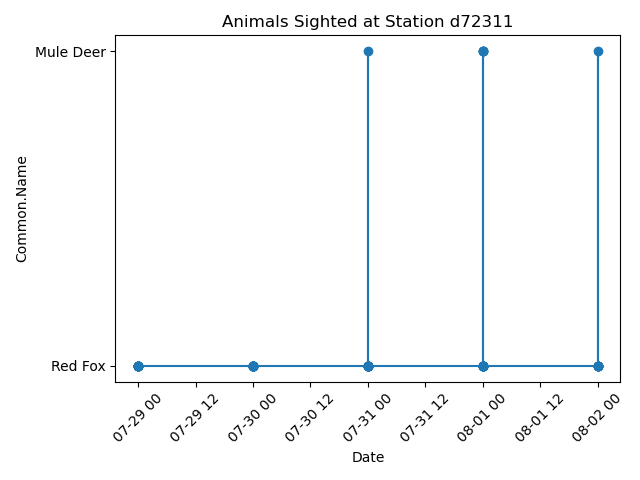 Animals Sighted at Station d72311
Mule Deer
Common.Name
Red Fox
07-29 00
07-29 12
07-30 00
07-30 12
07-31 00
07-31 12
08-01 00
08-01 12
08-02 00
Date